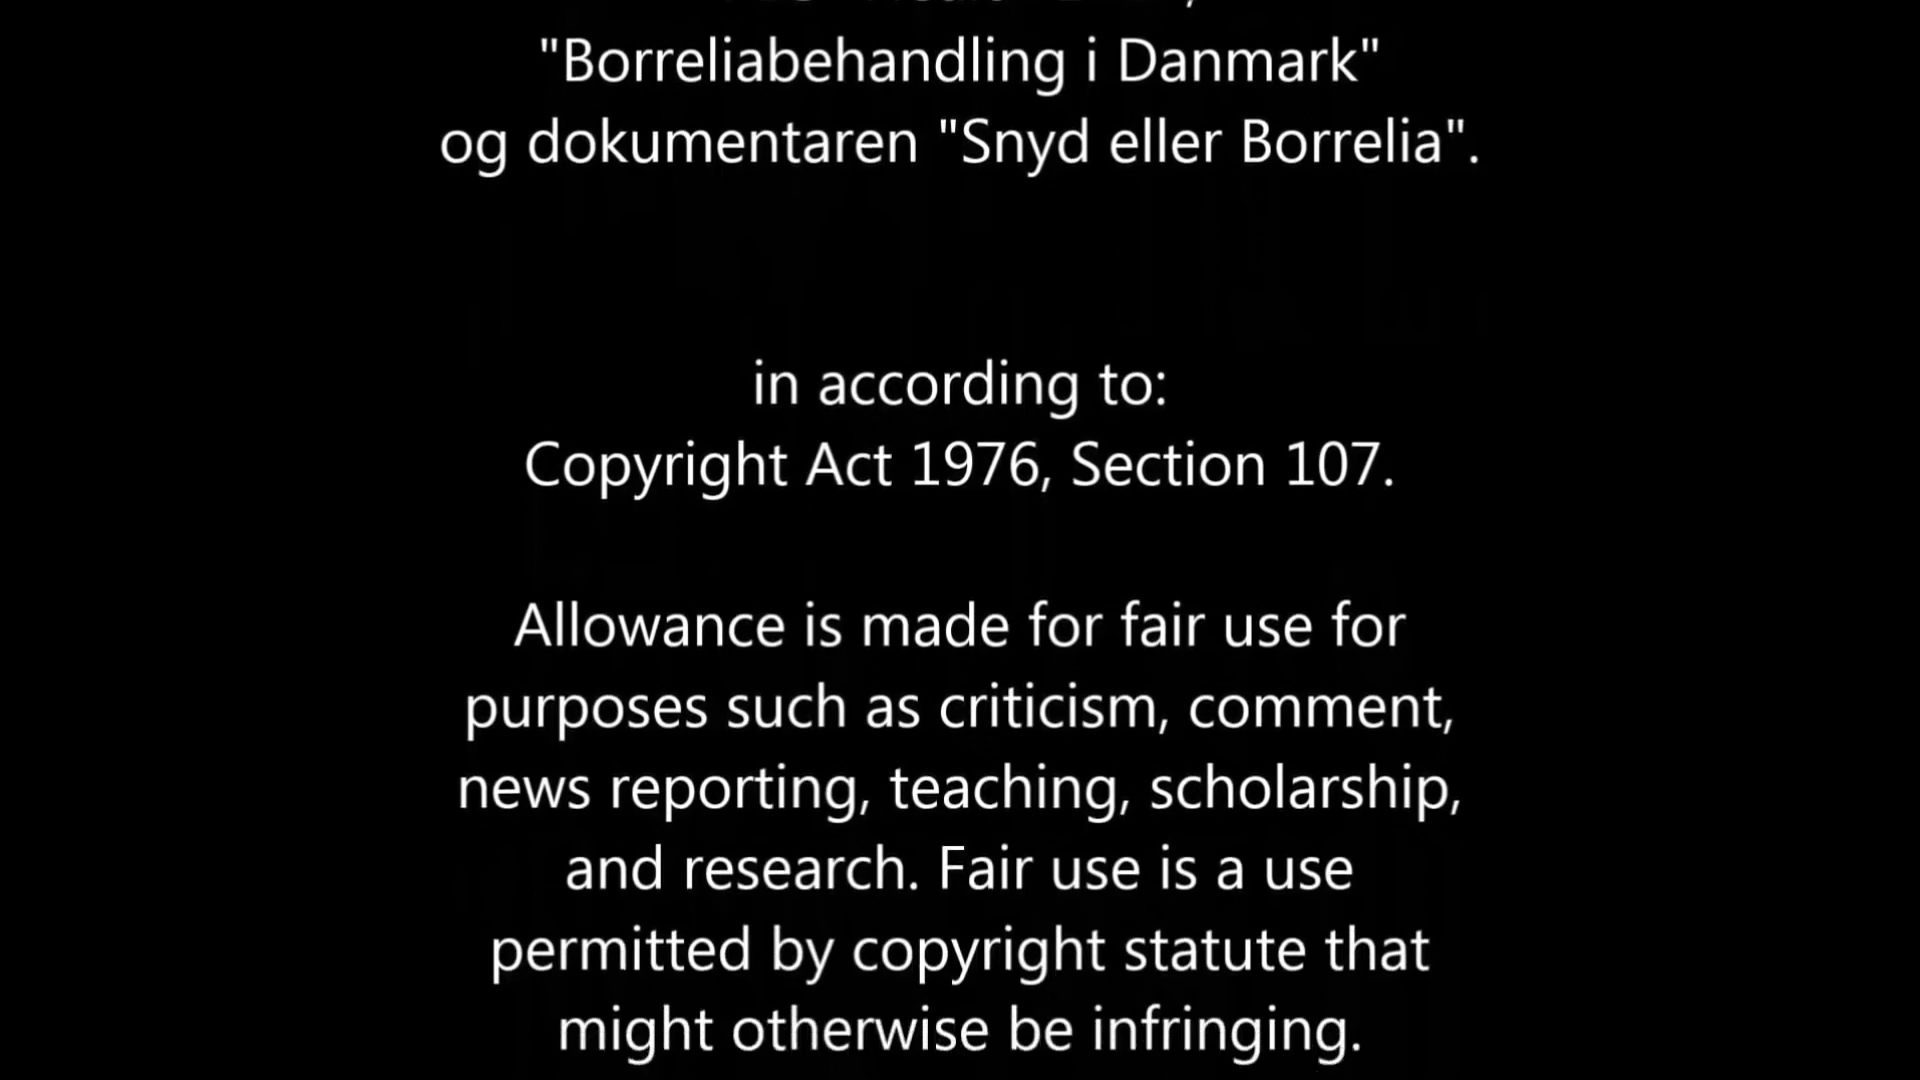 "Borreliabehandling i Danmark"
og dokumentaren "Snyd eller Borrelia".
in according to:
Copyright Act 1976, Section 107.
Allowance is made for fair use for
purposes such as criticism, comment,
news reporting, teaching, scholarship,
and research. Fair use is a use
permitted by copyright statute that
might otherwise be infringing.